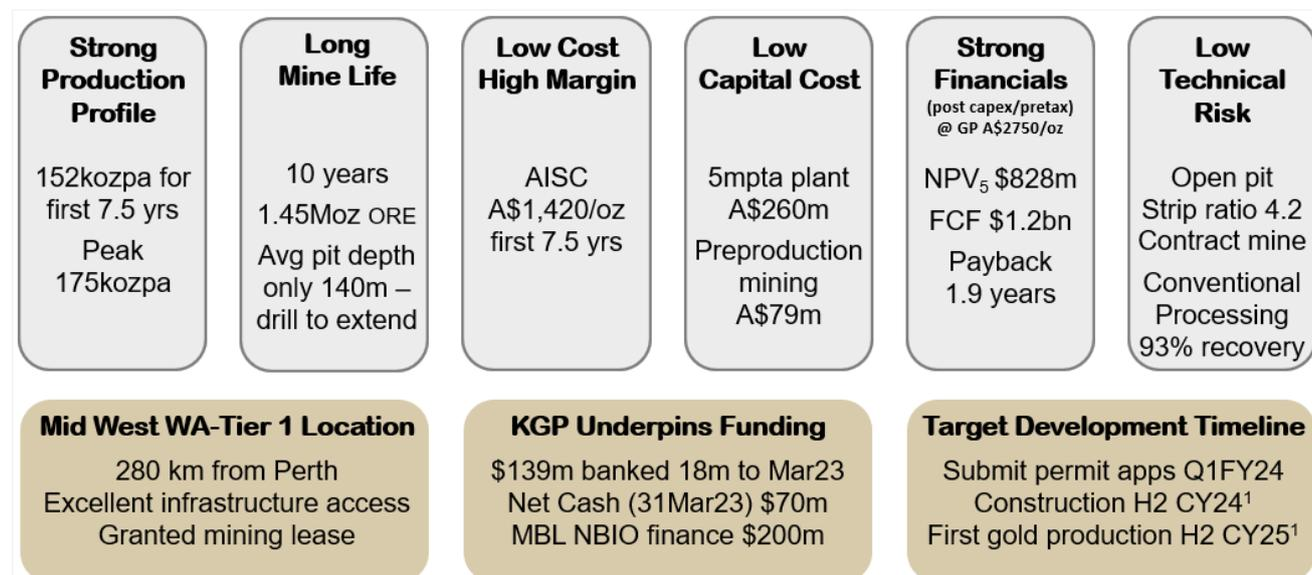 Strong
Production
Profile
152kozpa for
first 7.5 yrs
Peak
175kozpa
Long
Mine Life
10 years
1.45Moz ORE
Avg pit depth
only 140m –
drill to extend
Low Cost
High Margin
AISC
A$1,420/oz
first 7.5 yrs
Low
Capital Cost
5mpta plant
A$260m
Preproduction
mining
A$79m
Strong
Financials
(post capex/pretax)
@ GP A$2750/oz
NPV₅ $828m
FCF $1.2bn
Payback
1.9 years
Low
Technical
Risk
Open pit
Strip ratio 4.2
Contract mine
Conventional
Processing
93% recovery
Mid West WA-Tier 1 Location
280 km from Perth
Excellent infrastructure access
Granted mining lease
KGP Underpins Funding
$139m banked 18m to Mar23
Net Cash (31Mar23) $70m
MBL NBIO finance $200m
Target Development Timeline
Submit permit apps Q1FY24
Construction H2 CY24¹
First gold production H2 CY25¹